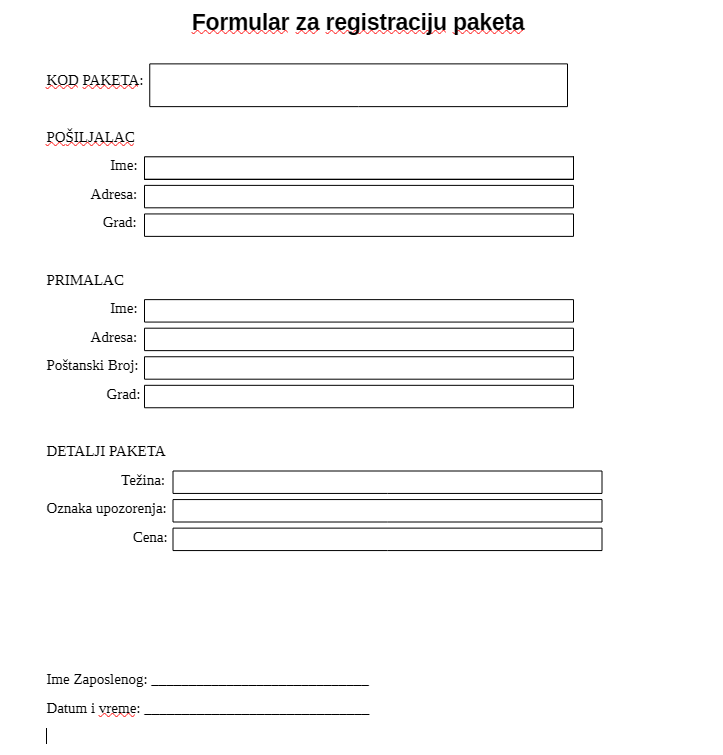 Formular za registraciju paketa
KOD PAKETA:
POŠILJALAC
Ime:
Adresa:
Grad:
PRIMALAC
Ime:
Adresa:
Poštanski Broj:
Grad:
DETALJI PAKETA
Težina:
Oznaka upozorenja:
Cena:
Ime Zaposlenog: _____________________________
Datum i vreme: ______________________________